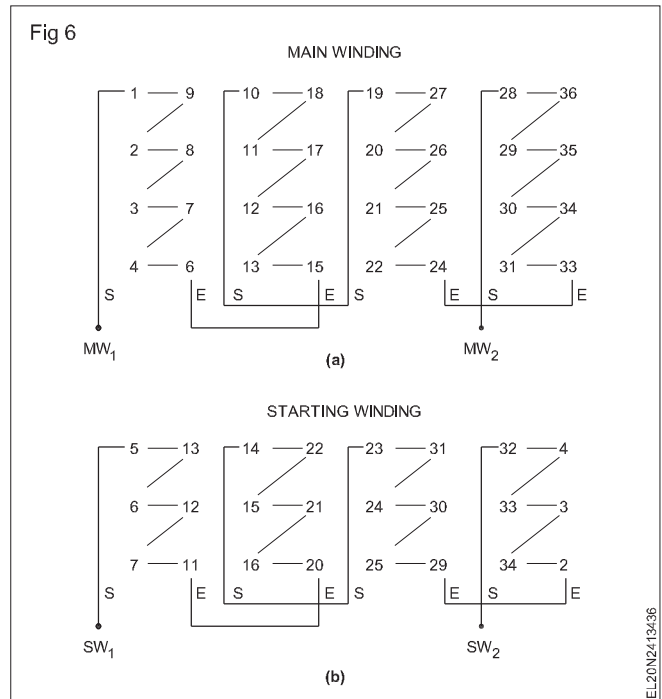 Fig 6
MAIN WINDING
1 — 9 10 — 18 19 — 27 28 — 36
2 — 8 11 — 17 20 — 26 29 — 35
3 — 7 12 — 16 21 — 25 30 — 34
4 — 6 13 — 15 22 — 24 31 — 33
S E S E S E S E
MW1 MW2
(a)
STARTING WINDING
5 — 13 14 — 22 23 — 31 32 — 4
6 — 12 15 — 21 24 — 30 33 — 3
7 — 11 16 — 20 25 — 29 34 — 2
S E S E S E S E
SW1 SW2
(b)
EL20N2413436